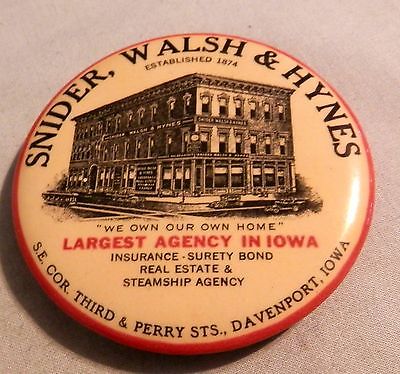 SNIDER, WALSH & HYNES
ESTABLISHED 1874
"WE OWN OUR OWN HOME"
LARGEST AGENCY IN IOWA
INSURANCE - SURETY BOND
REAL ESTATE &
STEAMSHIP AGENCY
S.E. COR. THIRD & PERRY STS., DAVENPORT, IOWA